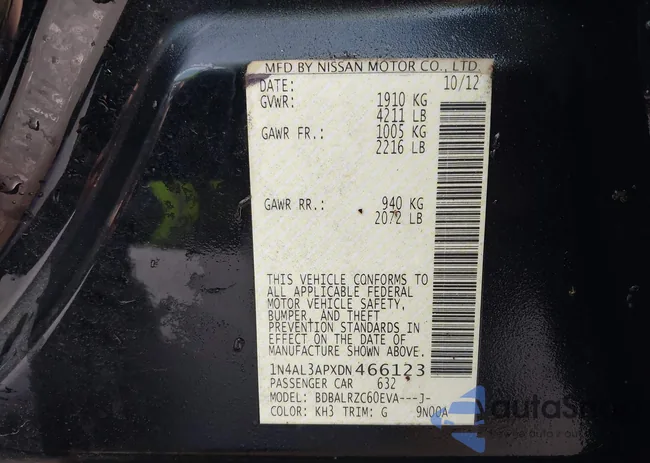 MFD BY NISSAN MOTOR CO., LTD.
DATE: 10/12
GVWR: 1910 KG
4211 LB
GAWR FR.: 1005 KG
2216 LB
GAWR RR.: 940 KG
2072 LB
THIS VEHICLE CONFORMS TO
ALL APPLICABLE FEDERAL
MOTOR VEHICLE SAFETY,
BUMPER, AND THEFT
PREVENTION STANDARDS IN
EFFECT ON THE DATE OF
MANUFACTURE SHOWN ABOVE.
1N4AL3APXDN466123
PASSENGER CAR 632
MODEL: BDBALRZC60EVA---J-
COLOR: KH3 TRIM: G 9N00A